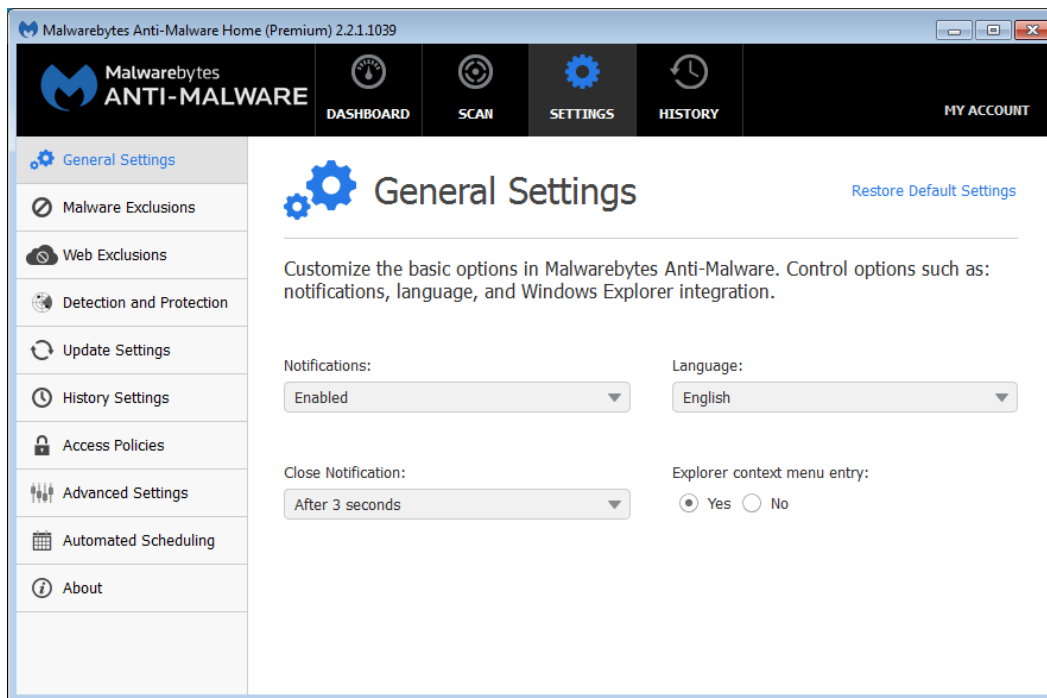 Malwarebytes Anti-Malware Home (Premium) 2.2.1.1039
Malwarebytes
ANTI-MALWARE
DASHBOARD
SCAN
SETTINGS
HISTORY
MY ACCOUNT
General Settings
Malware Exclusions
Web Exclusions
Detection and Protection
Update Settings
History Settings
Access Policies
Advanced Settings
Automated Scheduling
About
General Settings
Restore Default Settings
Customize the basic options in Malwarebytes Anti-Malware. Control options such as:
notifications, language, and Windows Explorer integration.
Notifications:
Enabled
Language:
English
Close Notification:
After 3 seconds
Explorer context menu entry:
Yes No